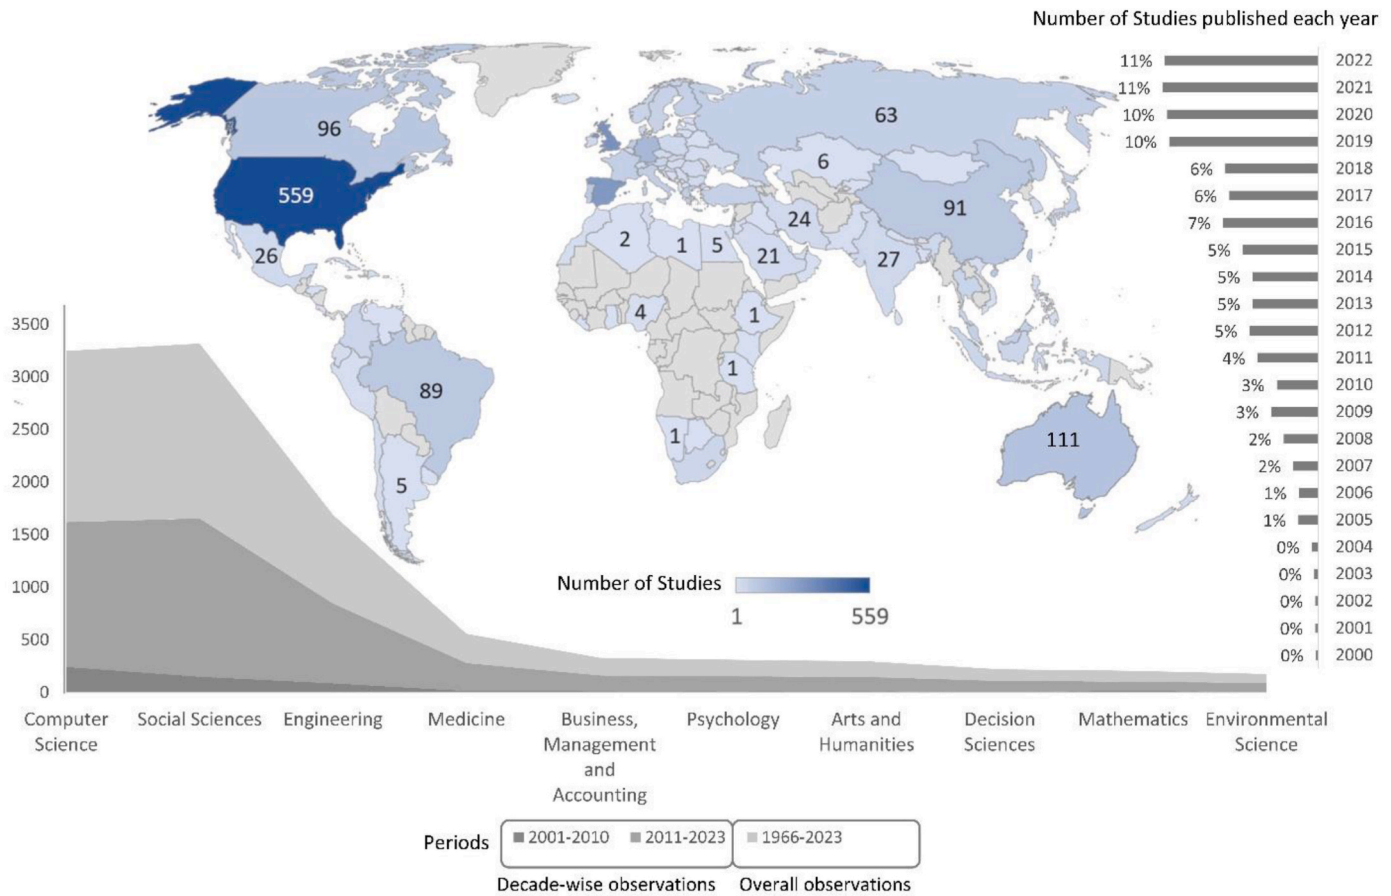 Number of Studies published each year
11% 2022
11% 2021
10% 2020
10% 2019
6% 2018
6% 2017
7% 2016
5% 2015
5% 2014
5% 2013
5% 2012
4% 2011
3% 2010
3% 2009
2% 2008
2% 2007
1% 2006
1% 2005
0% 2004
0% 2003
0% 2002
0% 2001
0% 2000
96
63
6
559
91
24
2
1
5
26
21
27
4
1
1
89
1
111
5
Number of Studies
1 559
3500
3000
2500
2000
1500
1000
500
0
Computer
Science
Social Sciences
Engineering
Medicine
Business,
Management
and
Accounting
Psychology
Arts and
Humanities
Decision
Sciences
Mathematics
Environmental
Science
Periods
2001-2010
2011-2023
1966-2023
Decade-wise observations
Overall observations